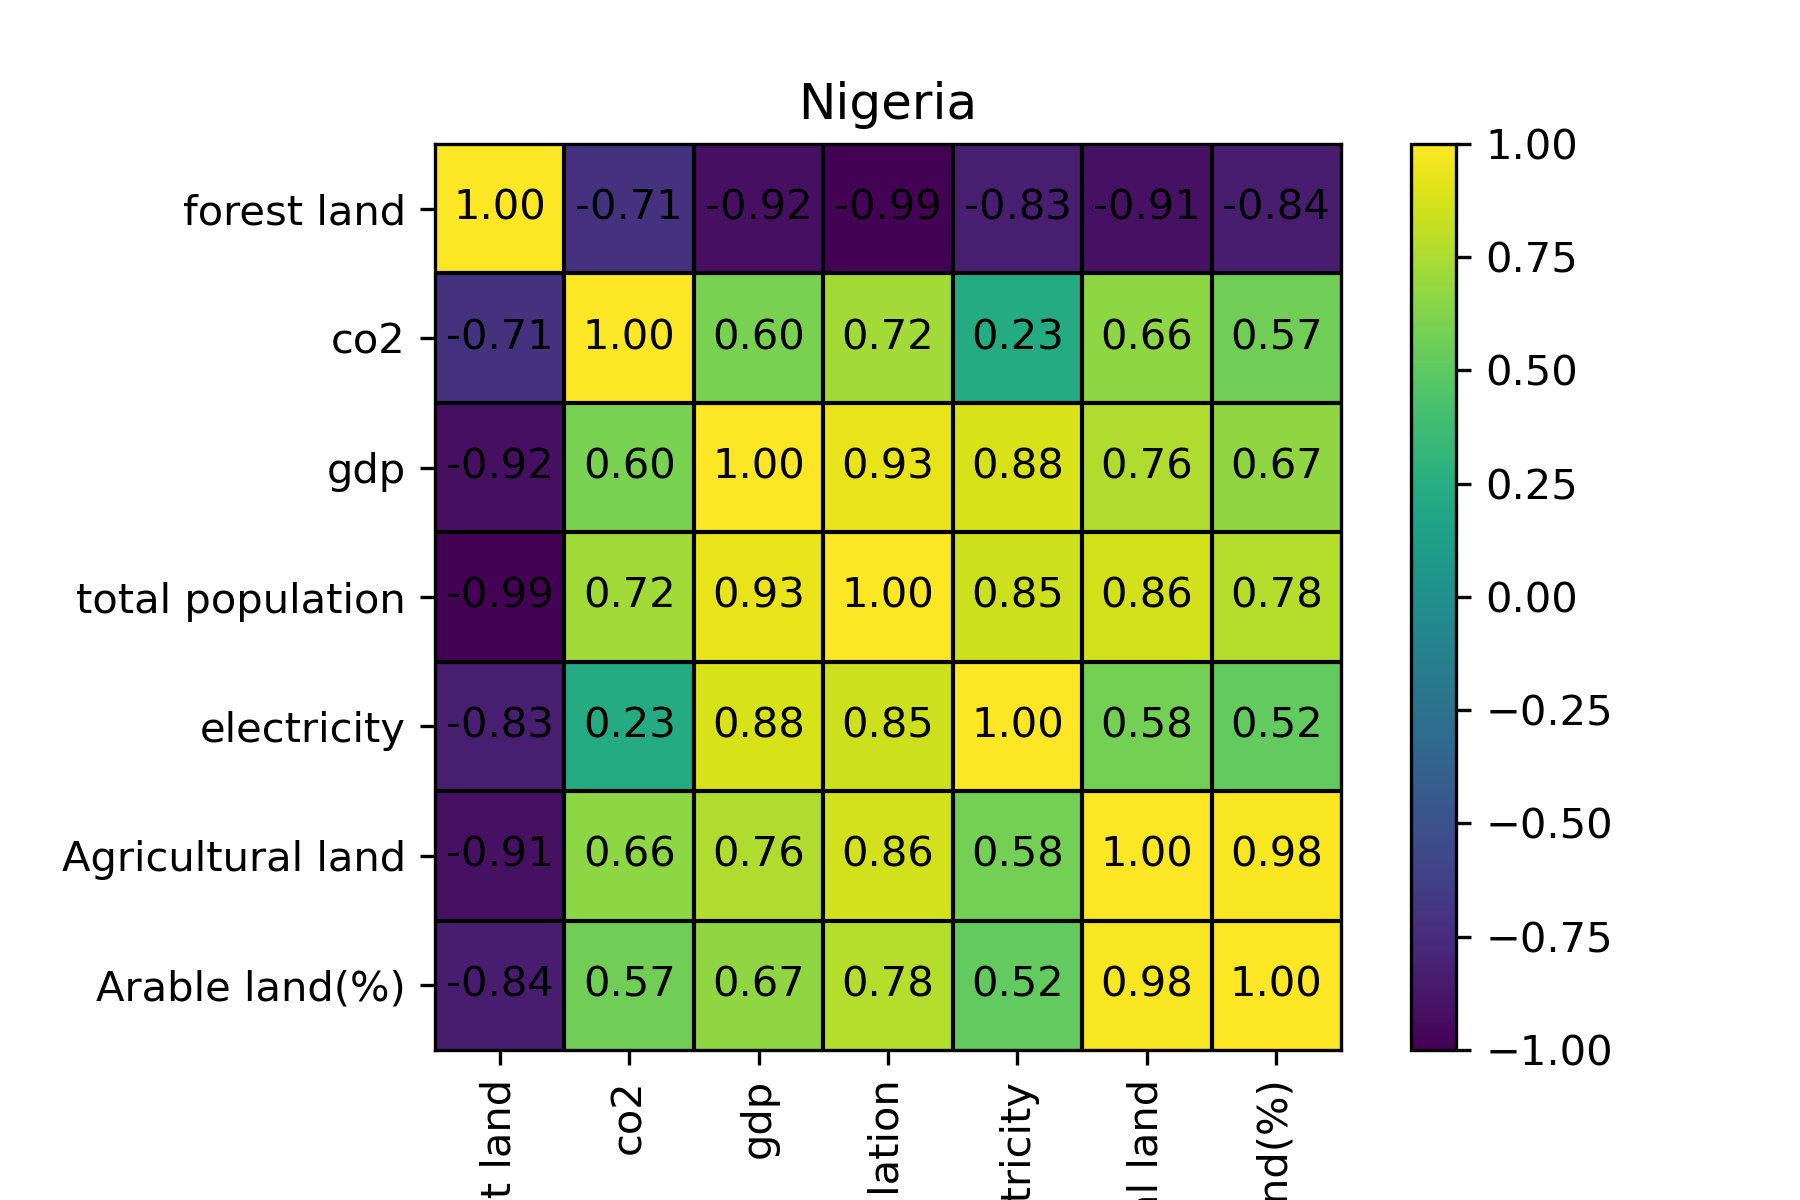 Nigeria
forest land 1.00 -0.71 -0.92 -0.99 -0.83 -0.91 -0.84
co2 -0.71 1.00 0.60 0.72 0.23 0.66 0.57
gdp -0.92 0.60 1.00 0.93 0.88 0.76 0.67
total population -0.99 0.72 0.93 1.00 0.85 0.86 0.78
electricity -0.83 0.23 0.88 0.85 1.00 0.58 0.52
Agricultural land -0.91 0.66 0.76 0.86 0.58 1.00 0.98
Arable land(%) -0.84 0.57 0.67 0.78 0.52 0.98 1.00
t land
co2
gdp
lation
tricity
al land
nd(%)
1.00
0.75
0.50
0.25
0.00
−0.25
−0.50
−0.75
−1.00